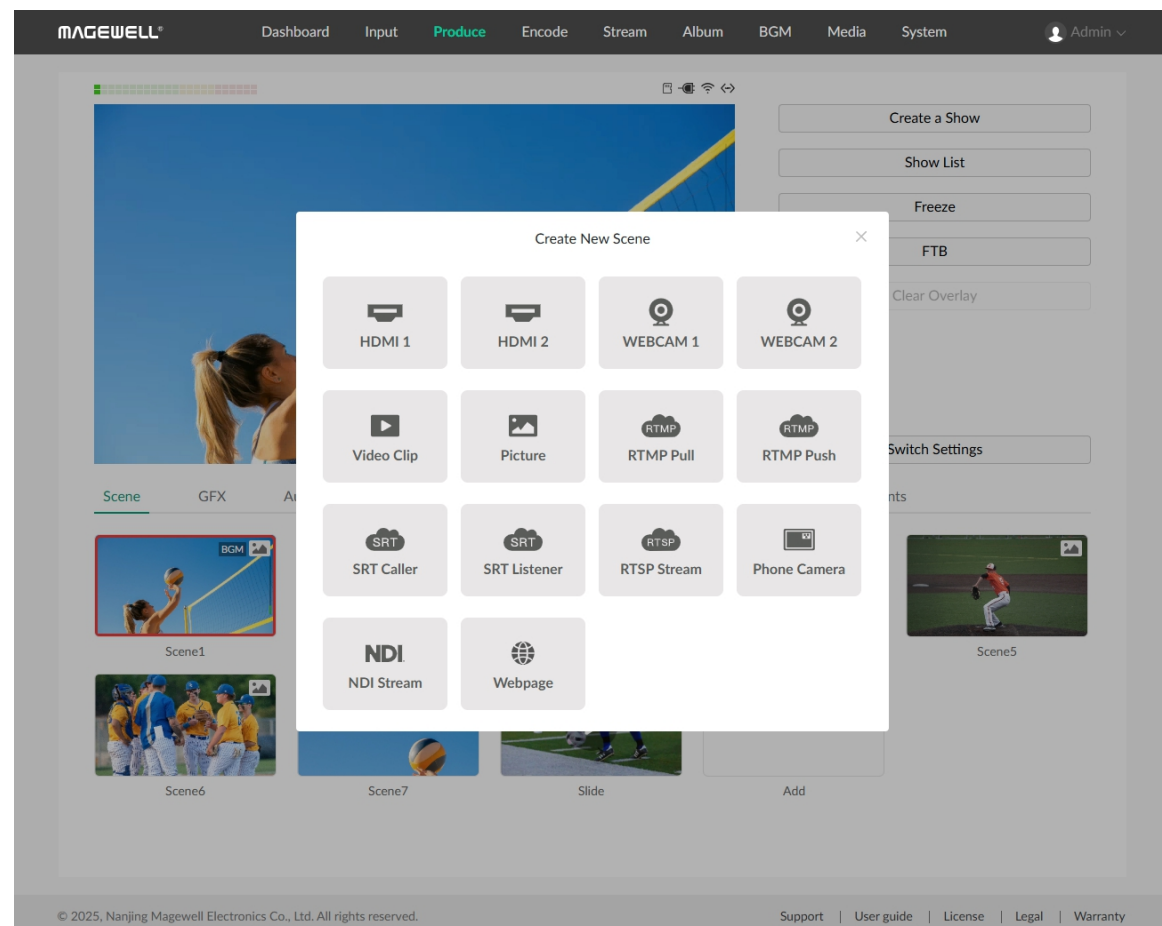 MAGEWELL®
Dashboard Input Produce Encode Stream Album BGM Media System Admin
Create a Show
Show List
Freeze
FTB
Clear Overlay
Switch Settings
Create New Scene
HDMI 1 HDMI 2 WEBCAM 1 WEBCAM 2
Video Clip Picture RTMP RTMP Pull RTMP RTMP Push
SRT SRT Caller SRT SRT Listener RTSP RTSP Stream Phone Camera
NDI NDI Stream Webpage
Scene GFX
BGM
Scene1 Scene5
Scene6 Scene7 Slide Add
© 2025, Nanjing Magewell Electronics Co., Ltd. All rights reserved.
Support | User guide | License | Legal | Warranty